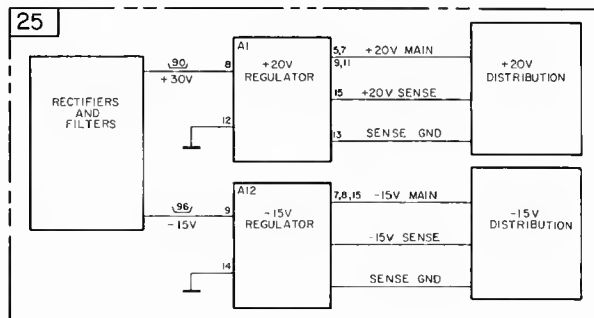 25
RECTIFIERS
AND
FILTERS
90
+30V
8
12
A1
+20V
REGULATOR
5,7
+20V MAIN
9,11
15
+20V SENSE
13
SENSE GND
+20V
DISTRIBUTION
96
-15V
9
14
A12
-15V
REGULATOR
7,8,15
-15V MAIN
-15V SENSE
SENSE GND
-15V
DISTRIBUTION